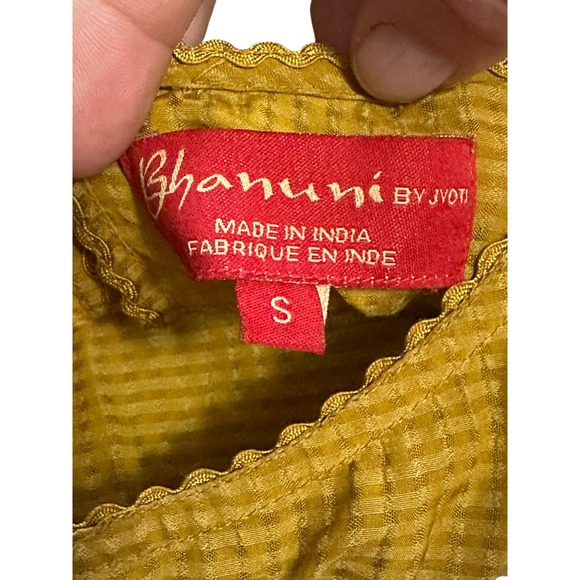 Bhanuni BY JYOTI
MADE IN INDIA
FABRIQUE EN INDE
S